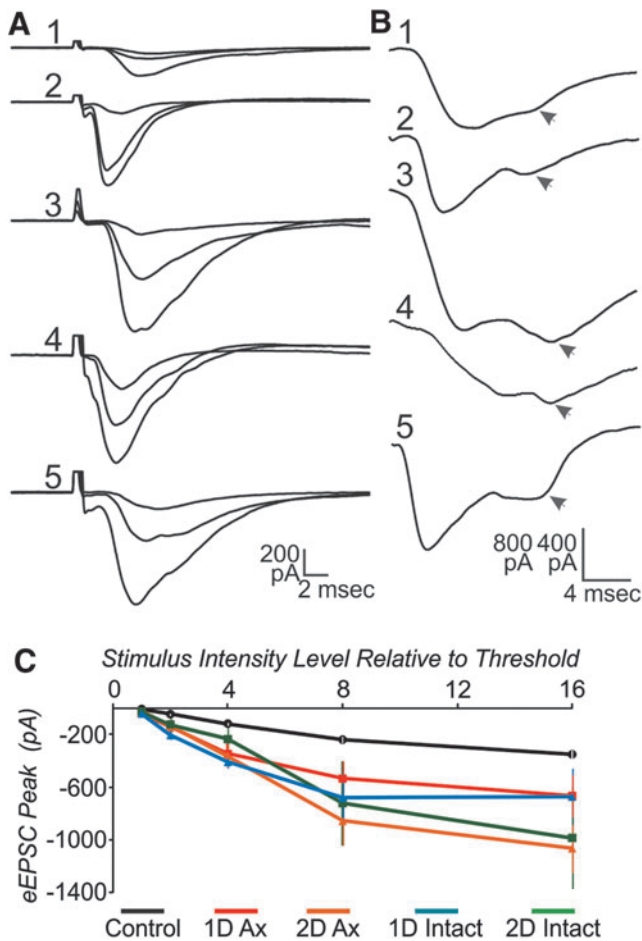 A
B
1
2
3
4
5
1
2
3
4
5
200
pA
2 msec
800 400
pA pA
4 msec
C
Stimulus Intensity Level Relative to Threshold
0 4 8 12 16
-200
-600
-1000
-1400
eEPSC Peak (pA)
Control 1D Ax 2D Ax 1D Intact 2D Intact